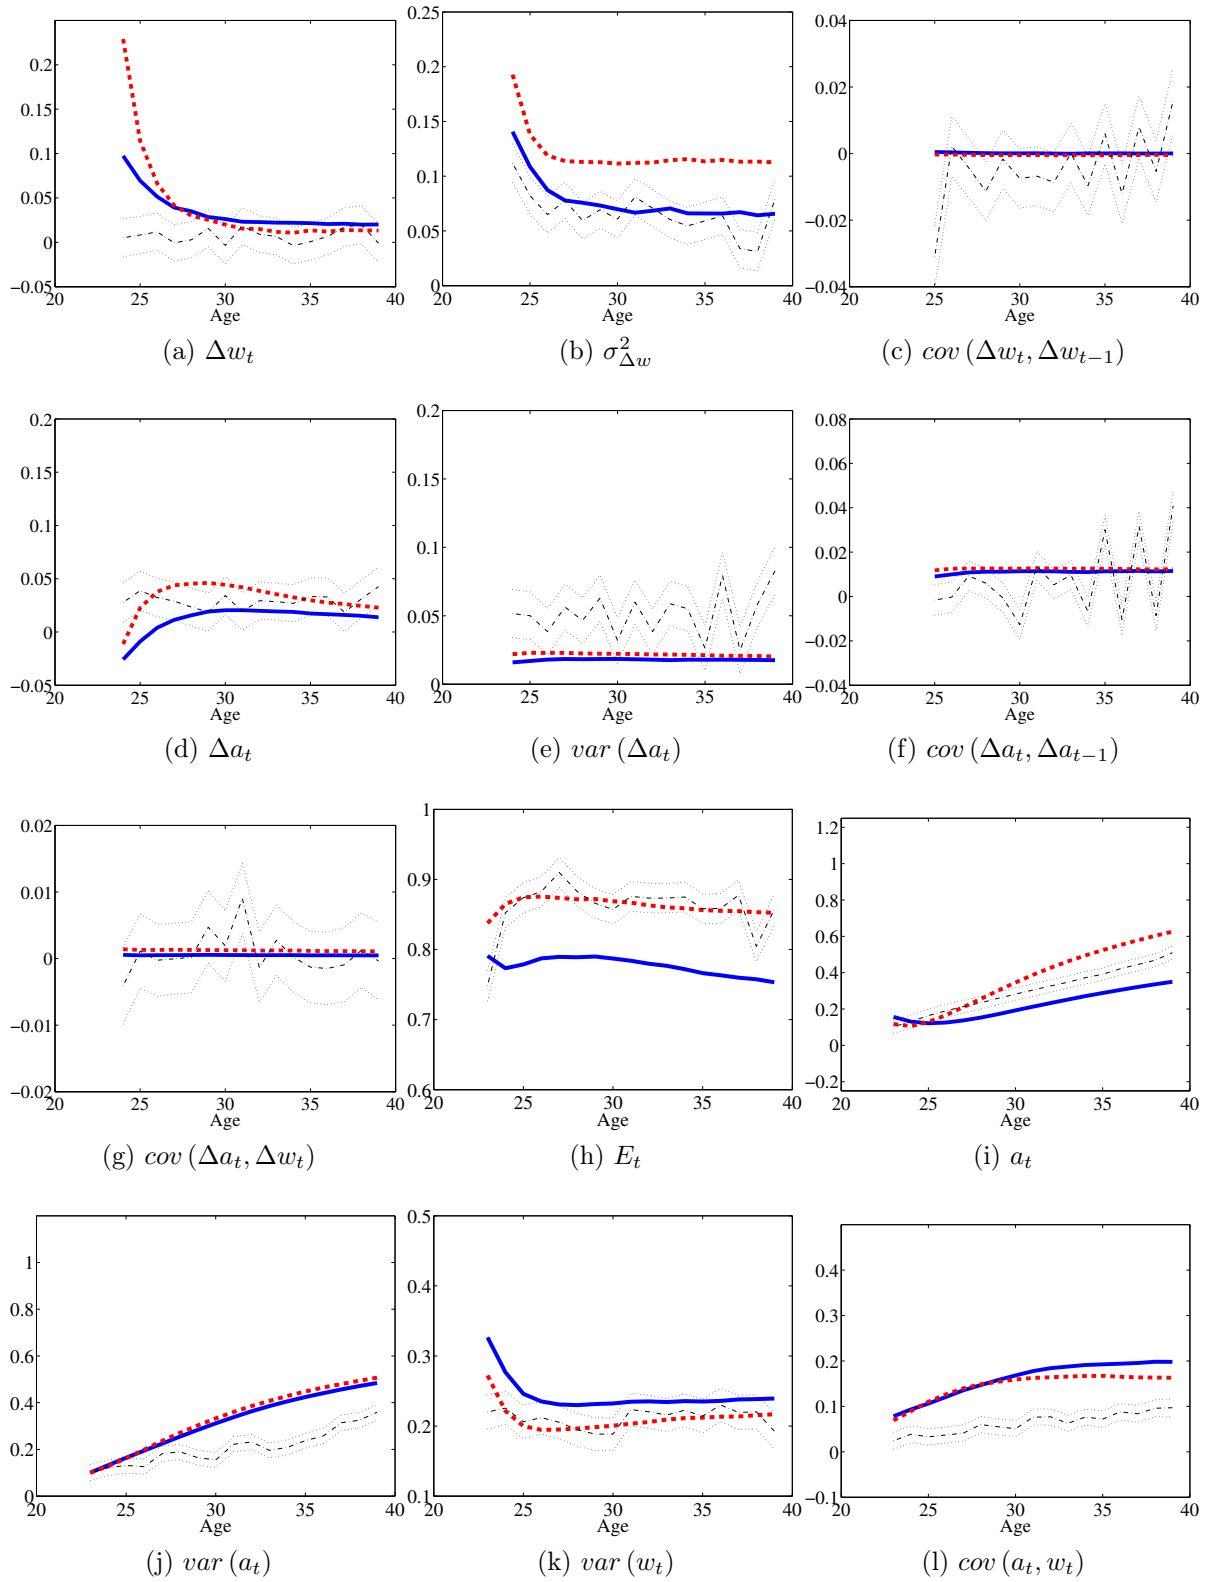 0.2
0.15
0.1
0.05
0
−0.05
20 25 30 35 40
Age
(a) Δw_t
0.25
0.2
0.15
0.1
0.05
0
20 25 30 35 40
Age
(b) σ²_Δw
0.04
0.02
0
−0.02
−0.04
20 25 30 35 40
Age
(c) cov (Δw_t, Δw_{t−1})
0.2
0.15
0.1
0.05
0
−0.05
20 25 30 35 40
Age
(d) Δa_t
0.2
0.15
0.1
0.05
0
20 25 30 35 40
Age
(e) var (Δa_t)
0.08
0.06
0.04
0.02
0
−0.02
−0.04
20 25 30 35 40
Age
(f) cov (Δa_t, Δa_{t−1})
0.02
0.01
0
−0.01
−0.02
20 25 30 35 40
Age
(g) cov (Δa_t, Δw_t)
1
0.9
0.8
0.7
0.6
20 25 30 35 40
Age
(h) E_t
1.2
1
0.8
0.6
0.4
0.2
0
−0.2
20 25 30 35 40
Age
(i) a_t
1
0.8
0.6
0.4
0.2
0
20 25 30 35 40
Age
(j) var (a_t)
0.5
0.4
0.3
0.2
0.1
20 25 30 35 40
Age
(k) var (w_t)
0.4
0.3
0.2
0.1
0
−0.1
20 25 30 35 40
Age
(l) cov (a_t, w_t)